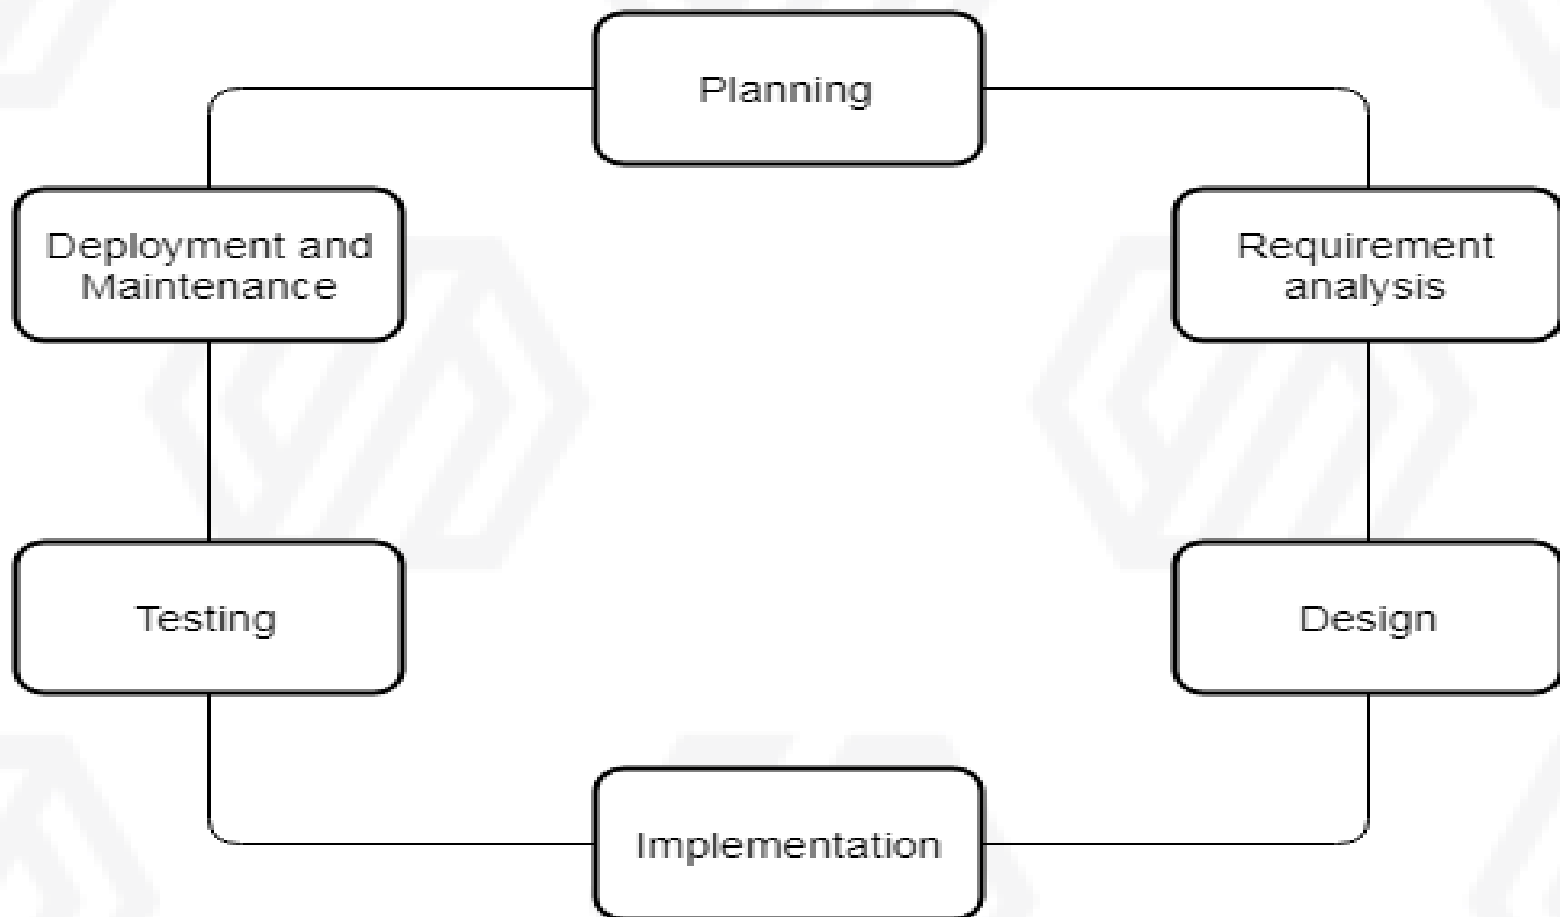 Planning
Deployment and
Maintenance
Requirement
analysis
Testing
Design
Implementation